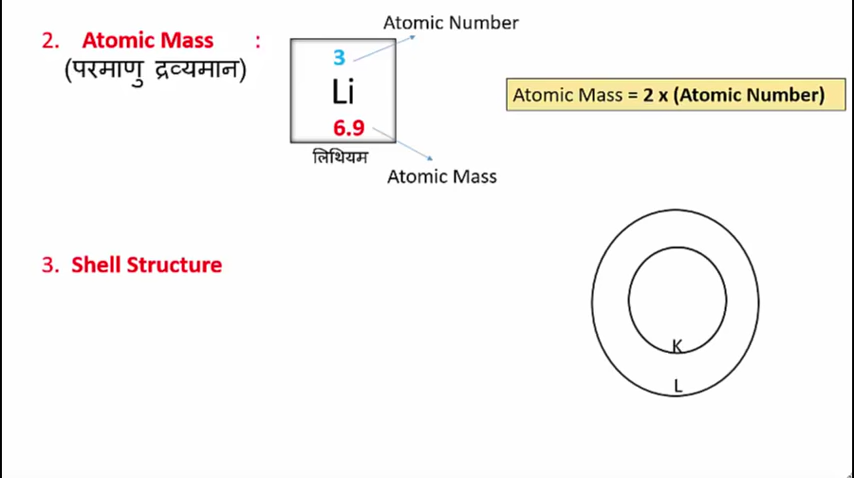 Atomic Number
2. Atomic Mass :
(परमाणु द्रव्यमान)
3
Li
6.9
लिथियम
Atomic Mass
Atomic Mass = 2 x (Atomic Number)
3. Shell Structure
K
L